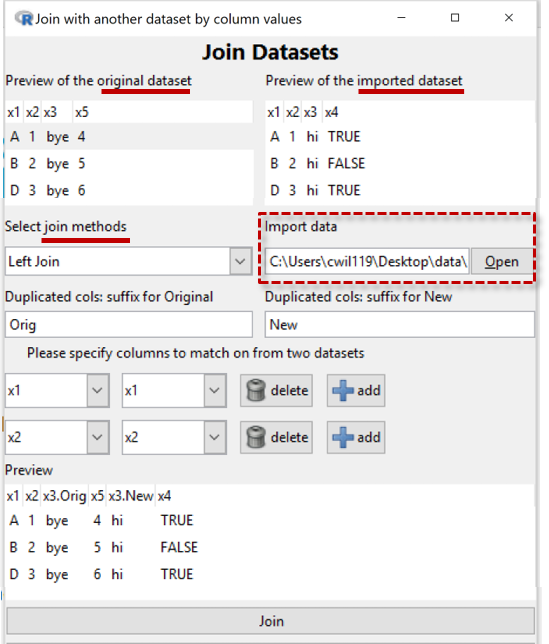 Join with another dataset by column values
Join Datasets
Preview of the original dataset
x1 x2 x3 x5
A 1 bye 4
B 2 bye 5
D 3 bye 6
Preview of the imported dataset
x1 x2 x3 x4
A 1 hi TRUE
B 2 hi FALSE
D 3 hi TRUE
Select join methods
Left Join
Import data
C:\Users\cwil119\Desktop\data\ Open
Duplicated cols: suffix for Original
Orig
Duplicated cols: suffix for New
New
Please specify columns to match on from two datasets
x1 x1 delete add
x2 x2 delete add
Preview
x1 x2 x3.Orig x5 x3.New x4
A 1 bye 4 hi TRUE
B 2 bye 5 hi FALSE
D 3 bye 6 hi TRUE
Join